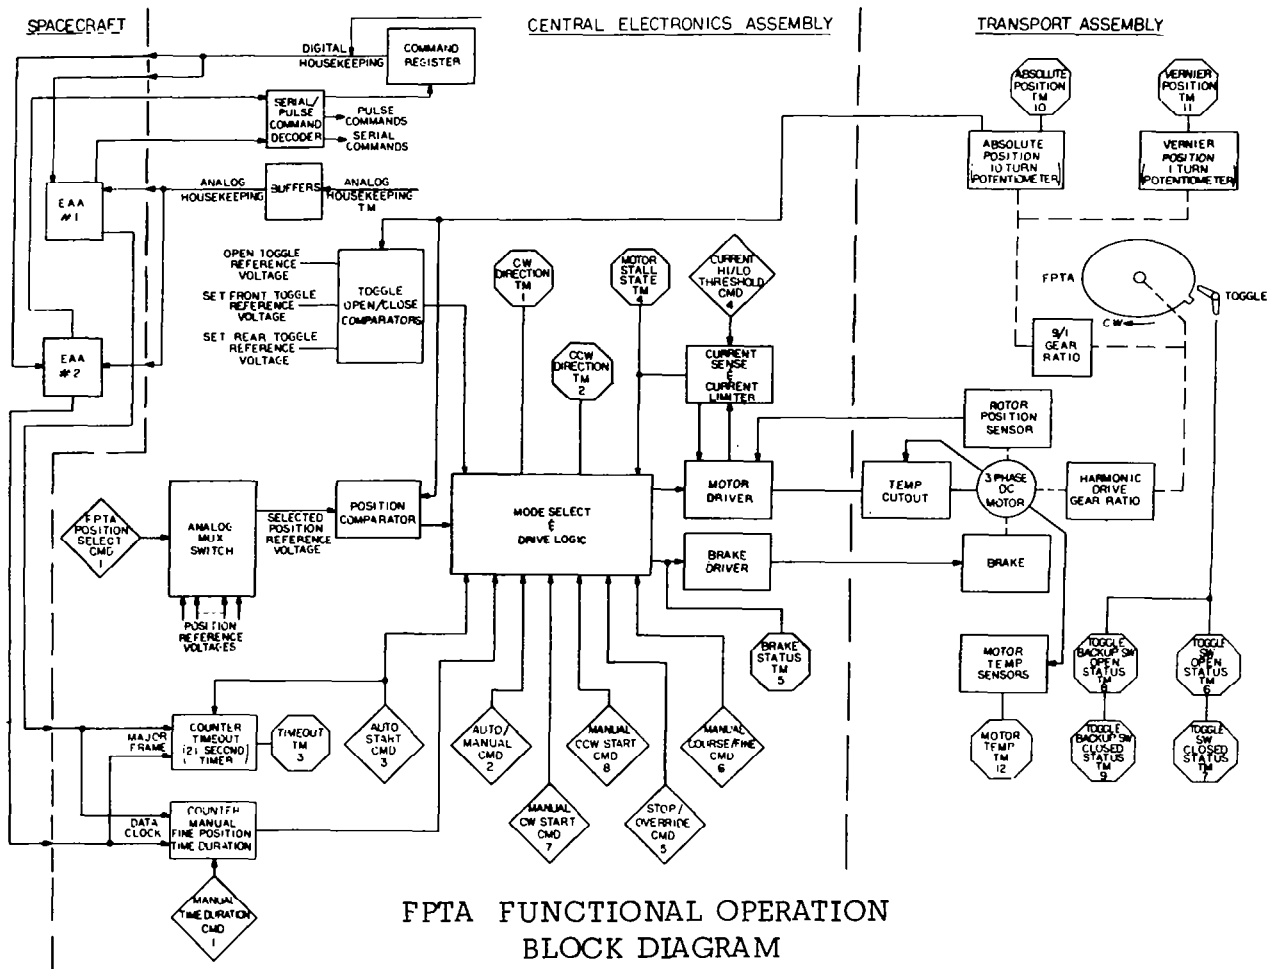 SPACECRAFT
CENTRAL ELECTRONICS ASSEMBLY
TRANSPORT ASSEMBLY
DIGITAL
HOUSEKEEPING
COMMAND
REGISTER
SERIAL/
PULSE
COMMAND
DECODER
PULSE
COMMANDS
SERIAL
COMMANDS
ABSOLUTE
POSITION
TM
10
VERNIER
POSITION
TM
11
ABSOLUTE
POSITION
10 TURN
(POTENTIOMETER)
VERNIER
POSITION
1 TURN
(POTENTIOMETER)
EAA
#1
ANALOG
HOUSEKEEPING
BUFFERS
ANALOG
HOUSEKEEPING
TM
OPEN TOGGLE
REFERENCE
VOLTAGE
SET FRONT TOGGLE
REFERENCE
VOLTAGE
SET REAR TOGGLE
REFERENCE
VOLTAGE
TOGGLE
OPEN/CLOSE
COMPARATORS
CW
DIRECTION
TM
1
MOTOR
STALL
STATE
TM
4
CURRENT
HI/LO
THRESHOLD
CMD
4
FPTA
TOGGLE
CW
9/1
GEAR
RATIO
EAA
#2
CCW
DIRECTION
TM
2
CURRENT
SENSE
&
CURRENT
LIMITER
ROTOR
POSITION
SENSOR
FPTA
POSITION
SELECT
CMD
1
ANALOG
MUX
SWITCH
SELECTED
POSITION
REFERENCE
VOLTAGE
POSITION
COMPARATOR
MODE SELECT
&
DRIVE LOGIC
MOTOR
DRIVER
TEMP
CUTOUT
3 PHASE
DC
MOTOR
HARMONIC
DRIVE
GEAR RATIO
BRAKE
DRIVER
BRAKE
POSITION
REFERENCE
VOLTAGES
BRAKE
STATUS
TM
5
MOTOR
TEMP
SENSORS
TOGGLE
BACKUP SW
OPEN
STATUS
TM
8
TOGGLE
SW
OPEN
STATUS
TM
6
MAJOR
FRAME
COUNTER
TIMEOUT
(21 SECOND)
TIMER
TIMEOUT
TM
3
AUTO
START
CMD
3
AUTO/
MANUAL
CMD
2
MANUAL
CCW START
CMD
8
MANUAL
COURSE/FINE
CMD
6
MOTOR
TEMP
TM
12
TOGGLE
BACKUP SW
CLOSED
STATUS
TM
9
TOGGLE
SW
CLOSED
STATUS
TM
7
DATA
CLOCK
COUNTER
MANUAL
FINE POSITION
TIME DURATION
MANUAL
CW START
CMD
7
STOP/
OVERRIDE
CMD
5
MANUAL
TIME DURATION
CMD
1
FPTA FUNCTIONAL OPERATION
BLOCK DIAGRAM